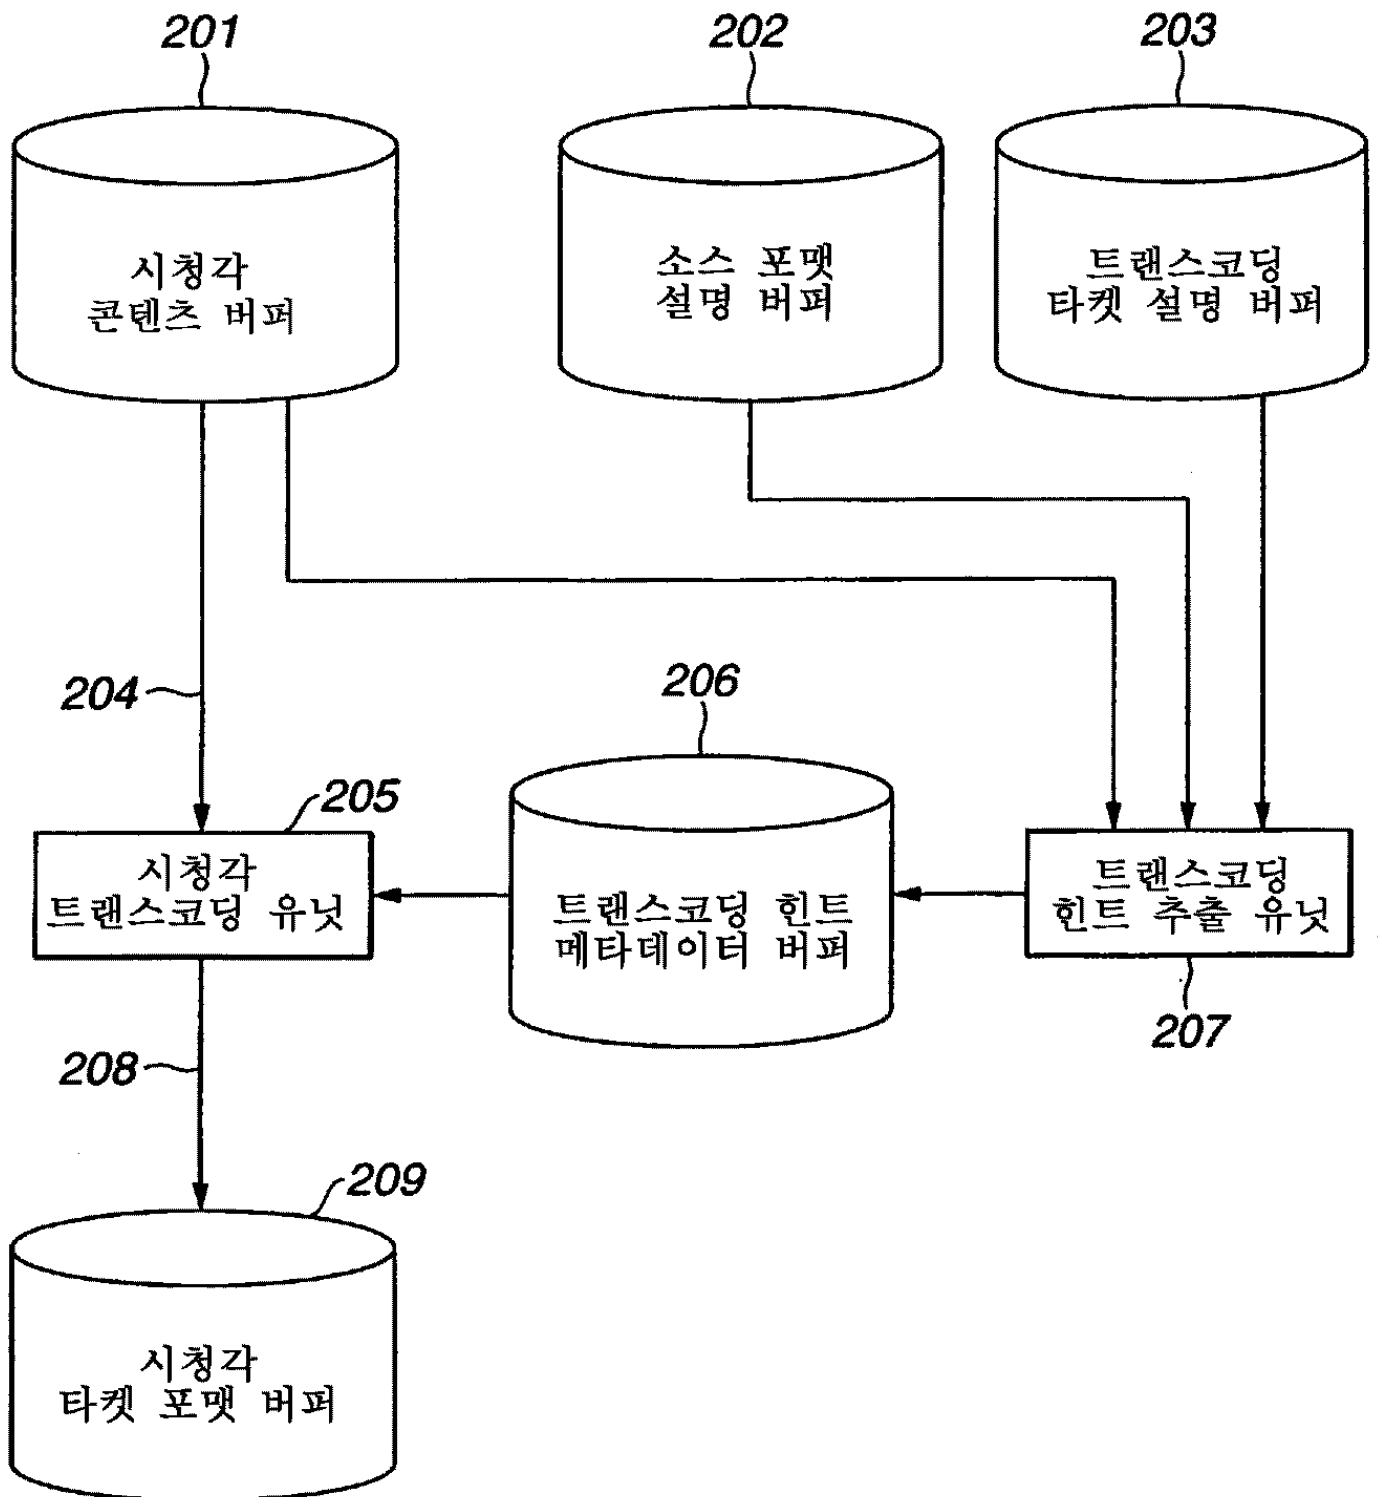 201
202
203
시청각
콘텐츠 버퍼
소스 포맷
설명 버퍼
트랜스코딩
타켓 설명 버퍼
204
206
205
시청각
트랜스코딩 유닛
트랜스코딩 힌트
메타데이터 버퍼
트랜스코딩
힌트 추출 유닛
207
208
209
시청각
타켓 포맷 버퍼